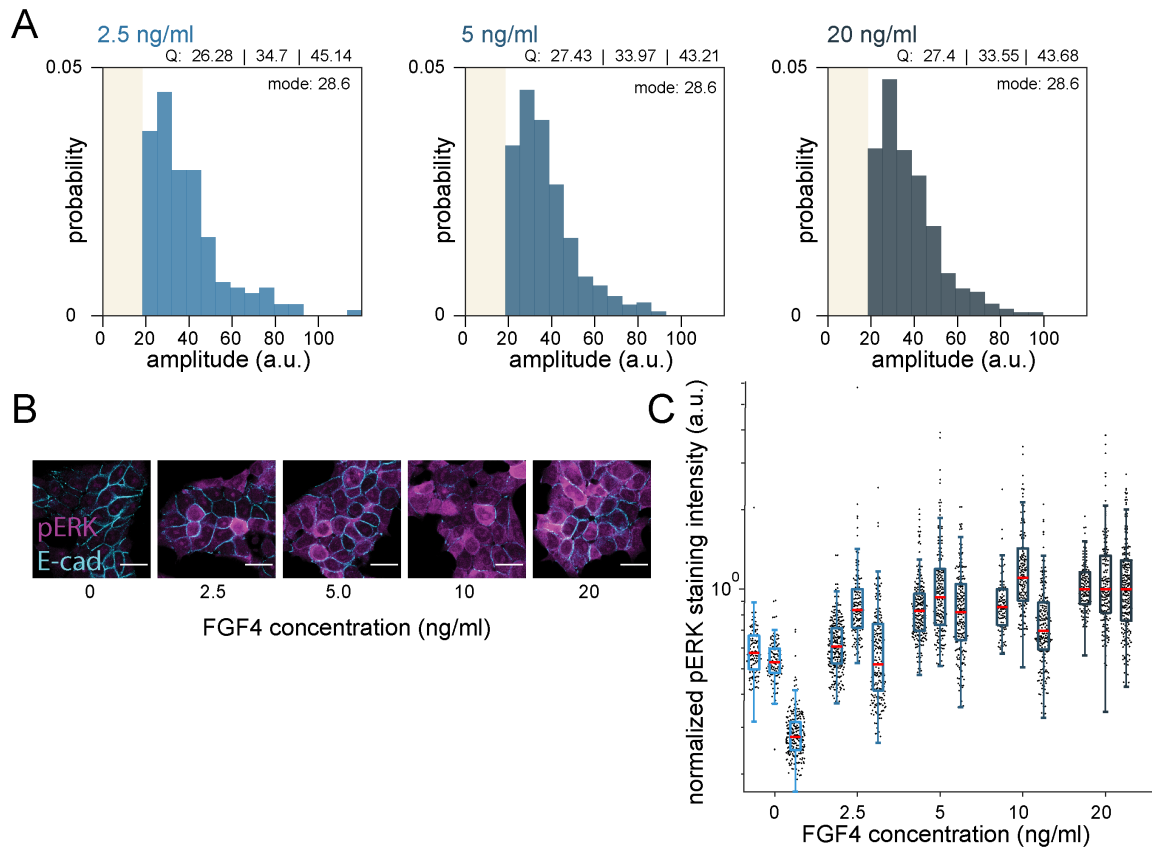 A
2.5 ng/ml
Q: 26.28 | 34.7 | 45.14
mode: 28.6
0.05
probability
0
0 20 40 60 80 100
amplitude (a.u.)
5 ng/ml
Q: 27.43 | 33.97 | 43.21
mode: 28.6
0.05
probability
0
0 20 40 60 80 100
amplitude (a.u.)
20 ng/ml
Q: 27.4 | 33.55 | 43.68
mode: 28.6
0.05
probability
0
0 20 40 60 80 100
amplitude (a.u.)
B
pERK
E-cad
0 2.5 5.0 10 20
FGF4 concentration (ng/ml)
C
normalized pERK staining intensity (a.u.)
10⁰
0 2.5 5 10 20
FGF4 concentration (ng/ml)